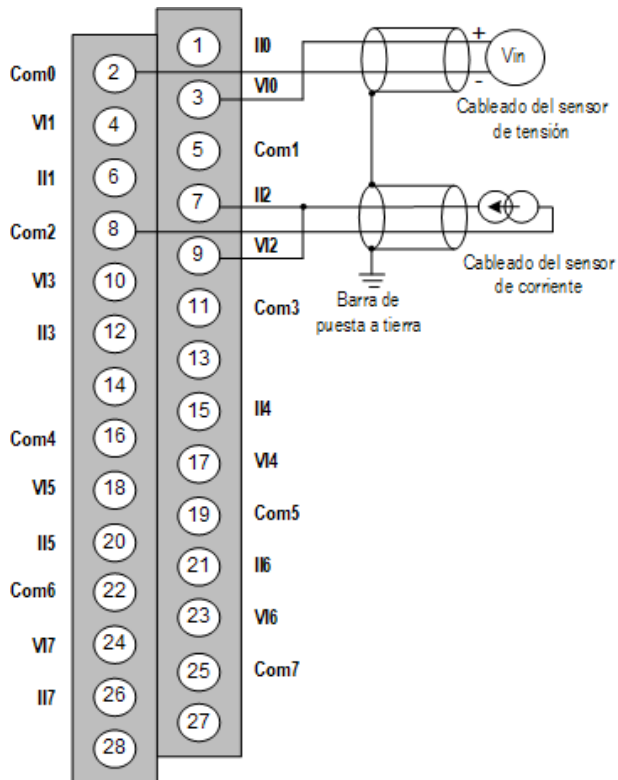 1 II0
Com0 2
3 VI0
+
Vin
-
Cableado del sensor
de tensión
VI1 4
5 Com1
II1 6
7 II2
Com2 8
9 VI2
Cableado del sensor
de corriente
VI3 10
11 Com3
Barra de
puesta a tierra
II3 12
13
14
15 II4
Com4 16
17 VI4
VI5 18
19 Com5
II5 20
21 II6
Com6 22
23 VI6
VI7 24
25 Com7
II7 26
27
28